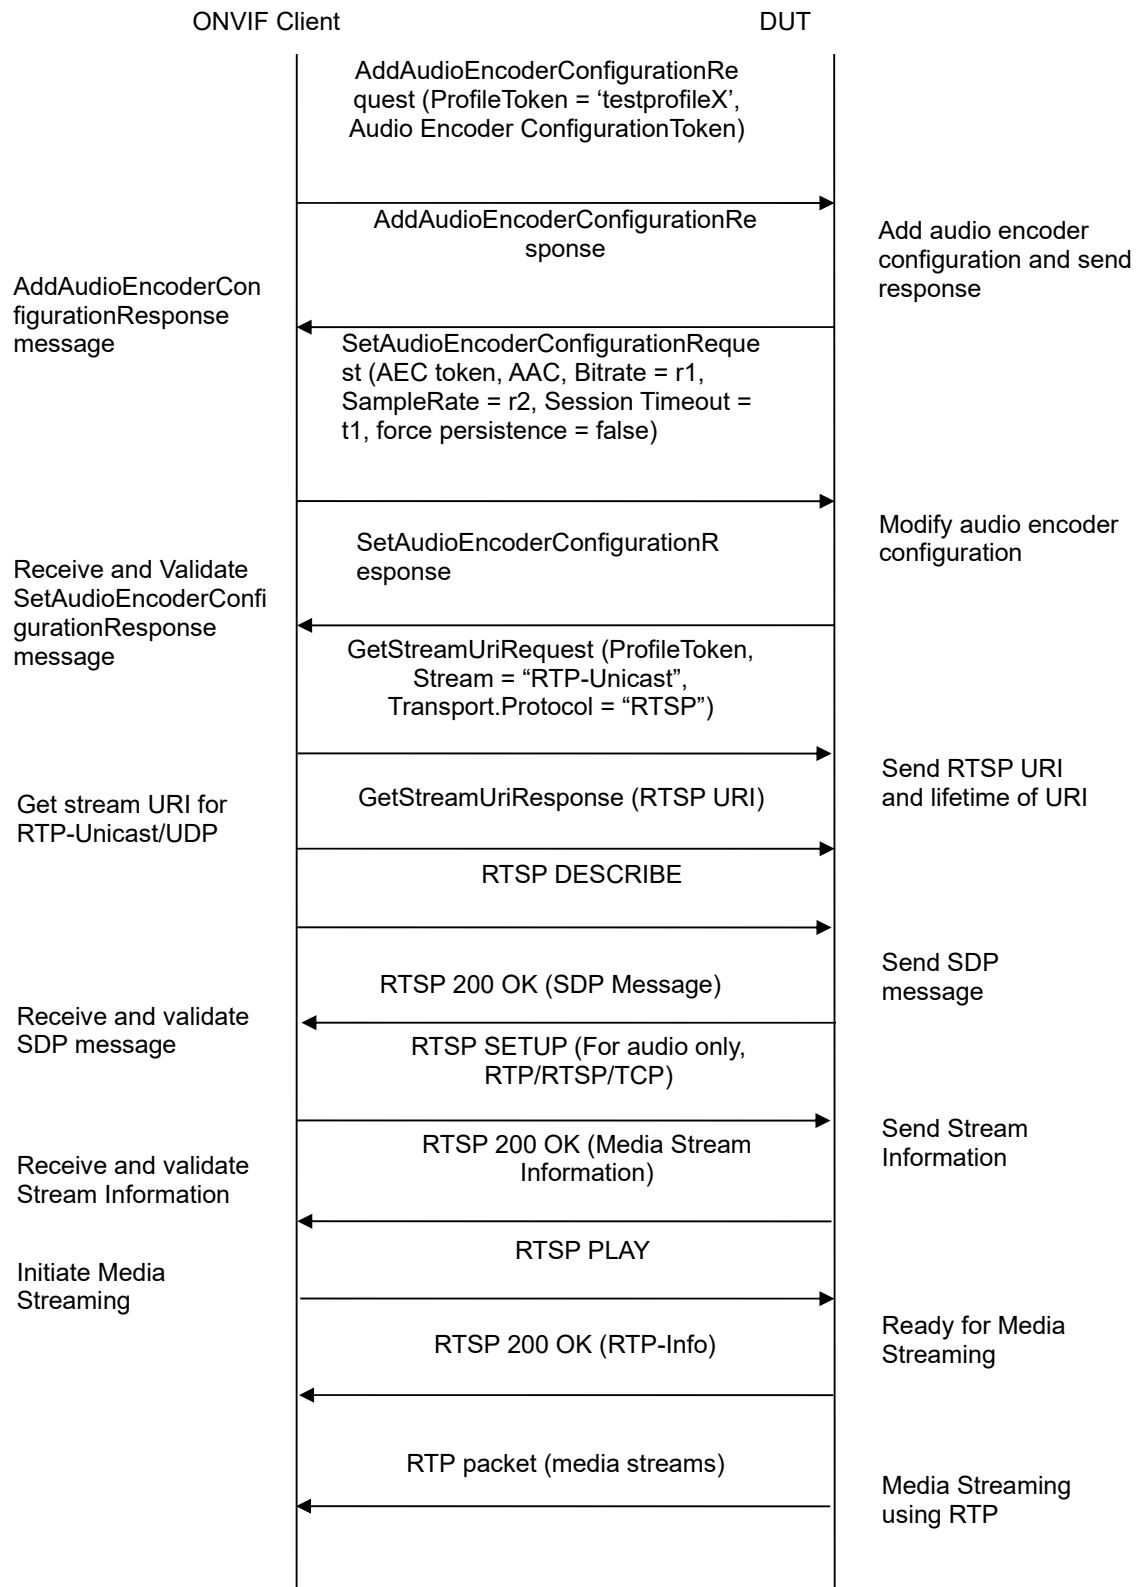 ONVIF Client
DUT
AddAudioEncoderConfigurationRe
quest (ProfileToken = ‘testprofileX’,
Audio Encoder ConfigurationToken)
AddAudioEncoderConfigurationRe
sponse
Add audio encoder
configuration and send
response
AddAudioEncoderCon
figurationResponse
message
SetAudioEncoderConfigurationReque
st (AEC token, AAC, Bitrate = r1,
SampleRate = r2, Session Timeout =
t1, force persistence = false)
Modify audio encoder
configuration
SetAudioEncoderConfigurationR
esponse
Receive and Validate
SetAudioEncoderConfi
gurationResponse
message
GetStreamUriRequest (ProfileToken,
Stream = “RTP-Unicast”,
Transport.Protocol = “RTSP”)
Send RTSP URI
and lifetime of URI
Get stream URI for
RTP-Unicast/UDP
GetStreamUriResponse (RTSP URI)
RTSP DESCRIBE
Send SDP
message
RTSP 200 OK (SDP Message)
Receive and validate
SDP message
RTSP SETUP (For audio only,
RTP/RTSP/TCP)
Send Stream
Information
RTSP 200 OK (Media Stream
Information)
Receive and validate
Stream Information
RTSP PLAY
Initiate Media
Streaming
Ready for Media
Streaming
RTSP 200 OK (RTP-Info)
RTP packet (media streams)
Media Streaming
using RTP